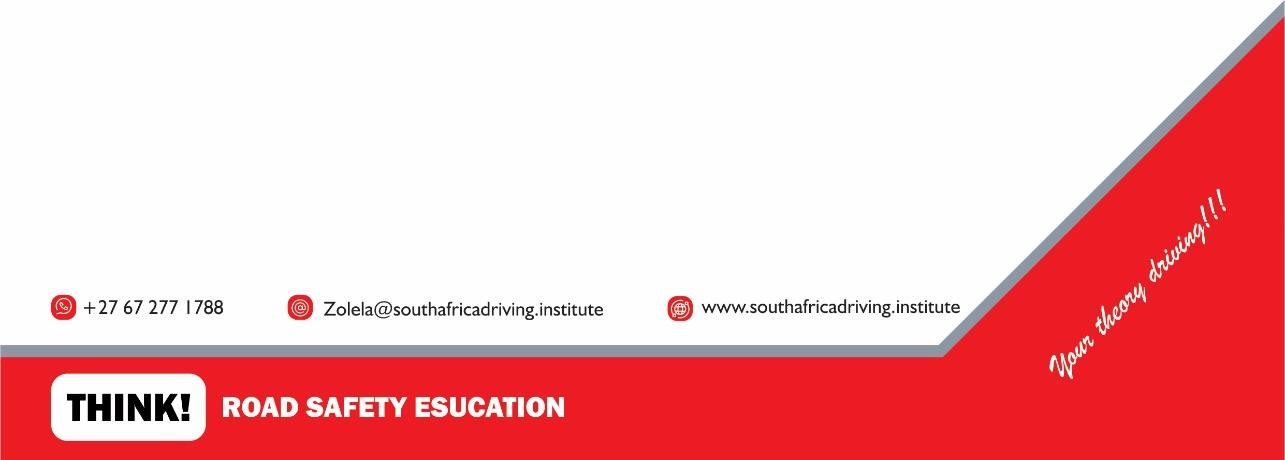 +27 67 277 1788
Zolela@southafricadriving.institute
www.southafricadriving.institute
Your theory driving!!!
THINK! ROAD SAFETY ESUCATION